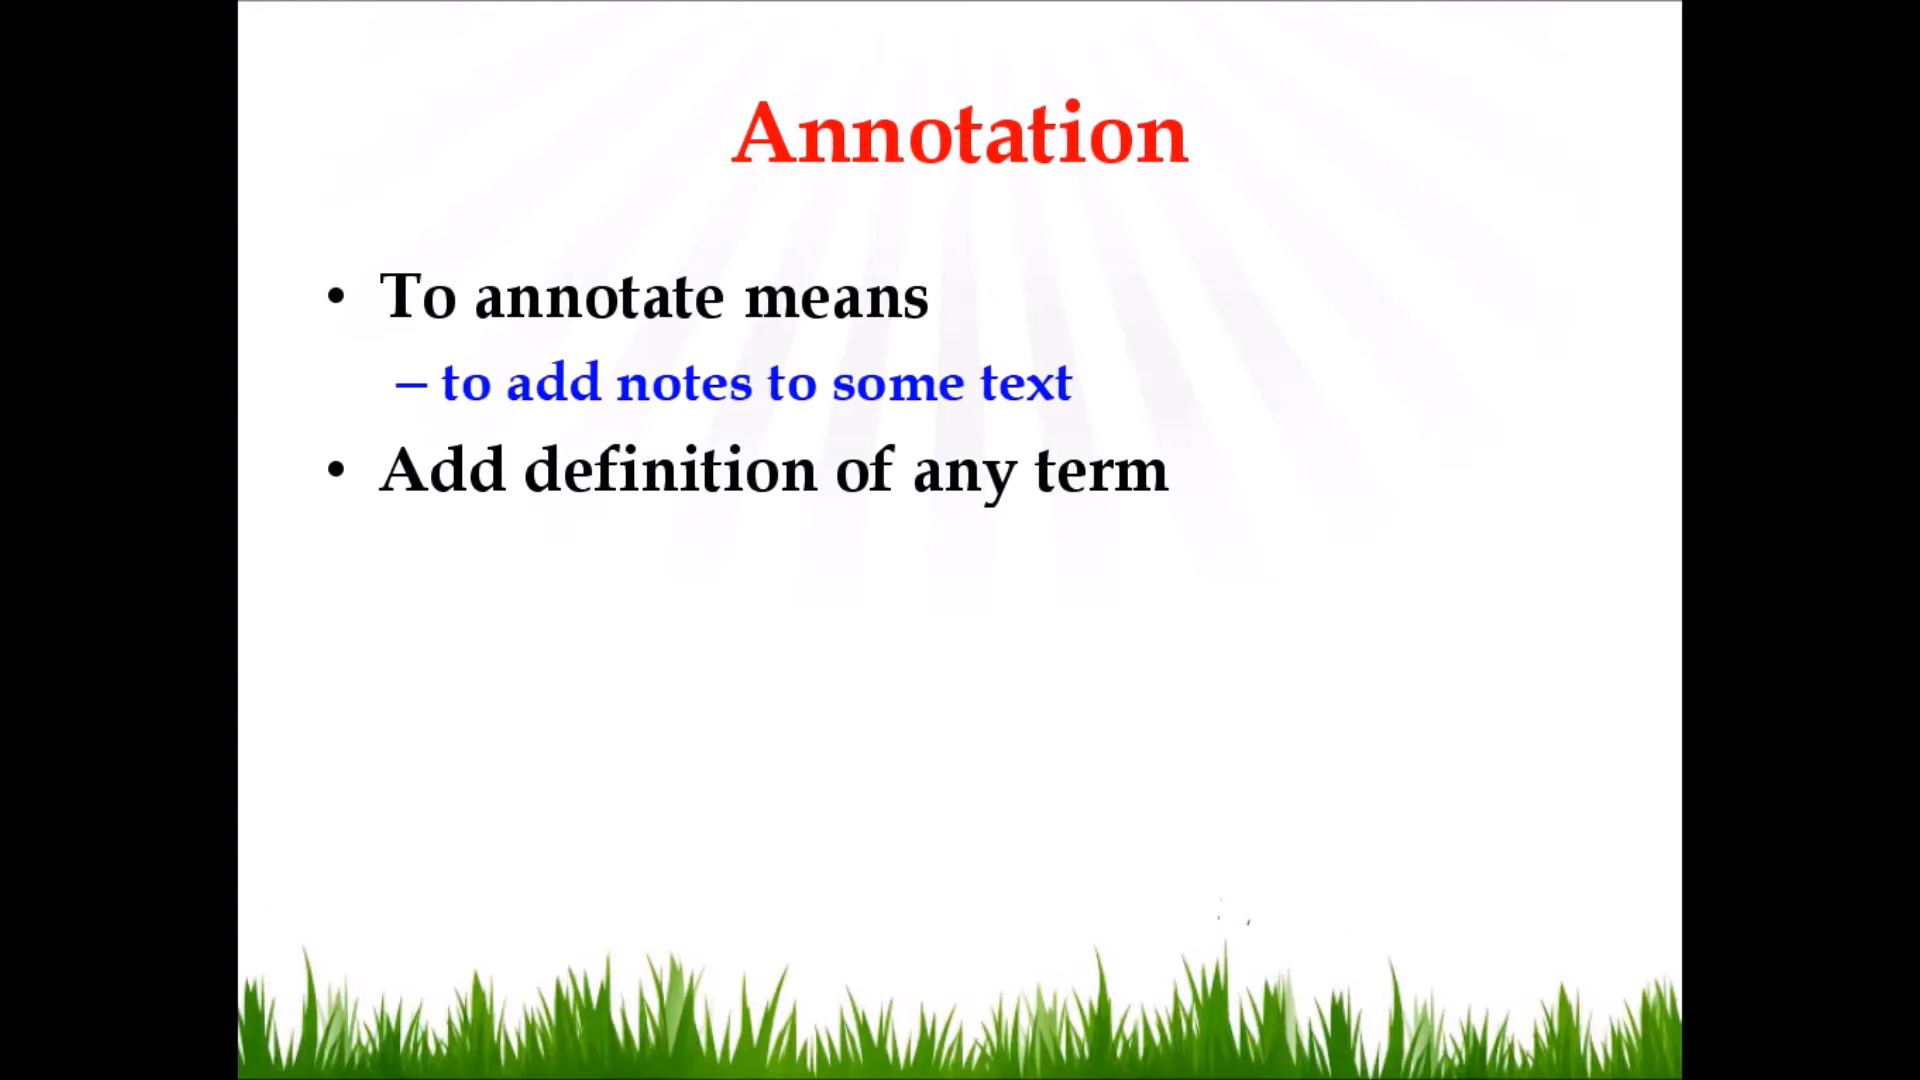 Annotation
• To annotate means
– to add notes to some text
• Add definition of any term